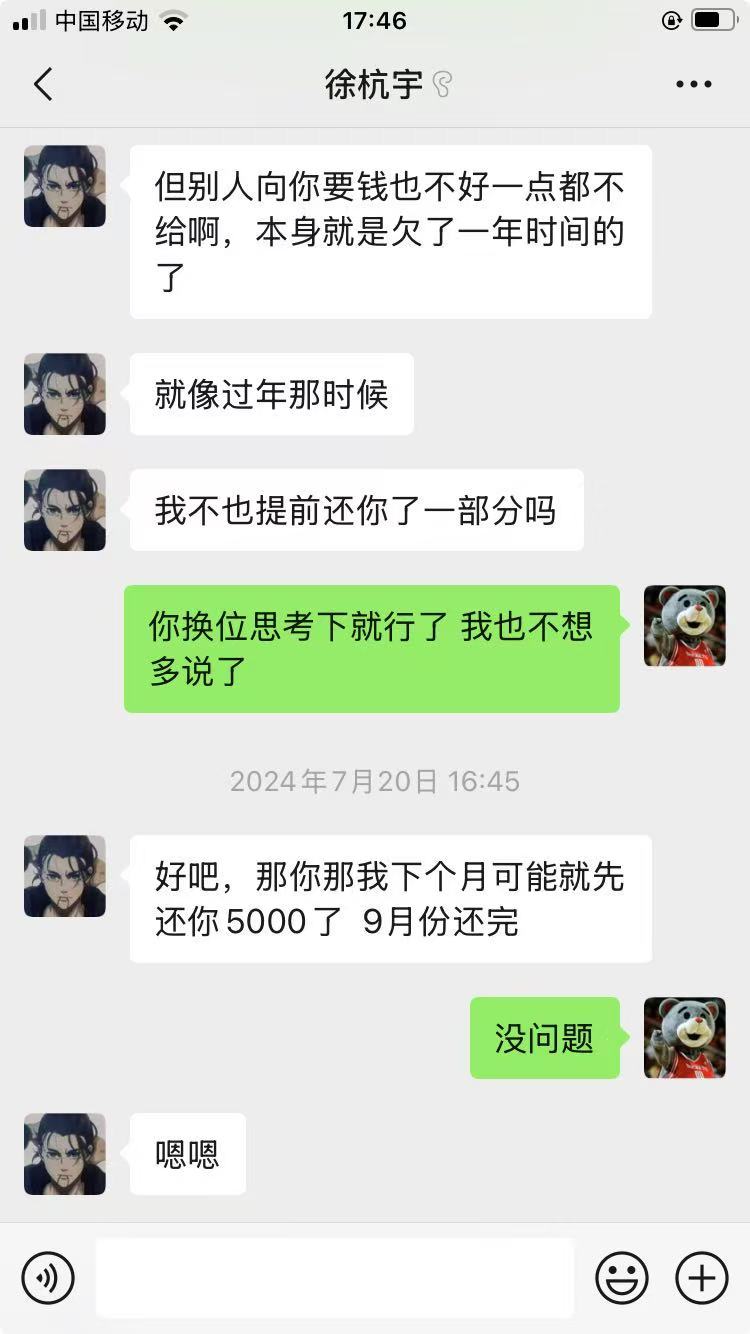 中国移动
17:46
徐杭宇
但别人向你要钱也不好一点都不
给啊，本身就是欠了一年时间的
了
就像过年那时候
我不也提前还你了一部分吗
你换位思考下就行了 我也不想
多说了
2024年7月20日 16:45
好吧，那你那我下个月可能就先
还你5000了 9月份还完
没问题
嗯嗯